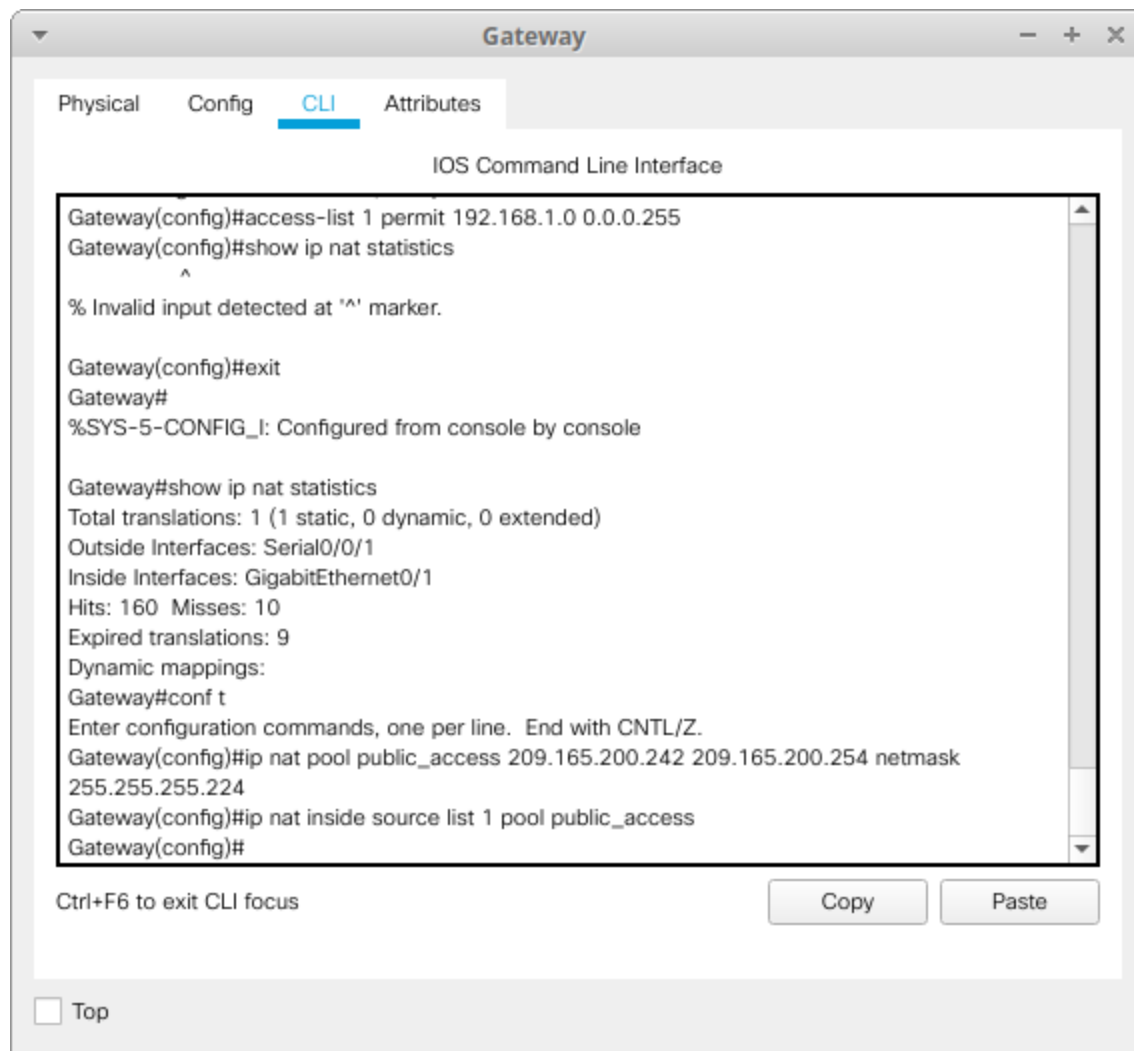 Gateway
Physical Config CLI Attributes
IOS Command Line Interface
Gateway(config)#access-list 1 permit 192.168.1.0 0.0.0.255
Gateway(config)#show ip nat statistics
^
% Invalid input detected at '^' marker.
Gateway(config)#exit
Gateway#
%SYS-5-CONFIG_I: Configured from console by console
Gateway#show ip nat statistics
Total translations: 1 (1 static, 0 dynamic, 0 extended)
Outside Interfaces: Serial0/0/1
Inside Interfaces: GigabitEthernet0/1
Hits: 160 Misses: 10
Expired translations: 9
Dynamic mappings:
Gateway#conf t
Enter configuration commands, one per line. End with CNTL/Z.
Gateway(config)#ip nat pool public_access 209.165.200.242 209.165.200.254 netmask
255.255.255.224
Gateway(config)#ip nat inside source list 1 pool public_access
Gateway(config)#
Ctrl+F6 to exit CLI focus
Copy Paste
Top